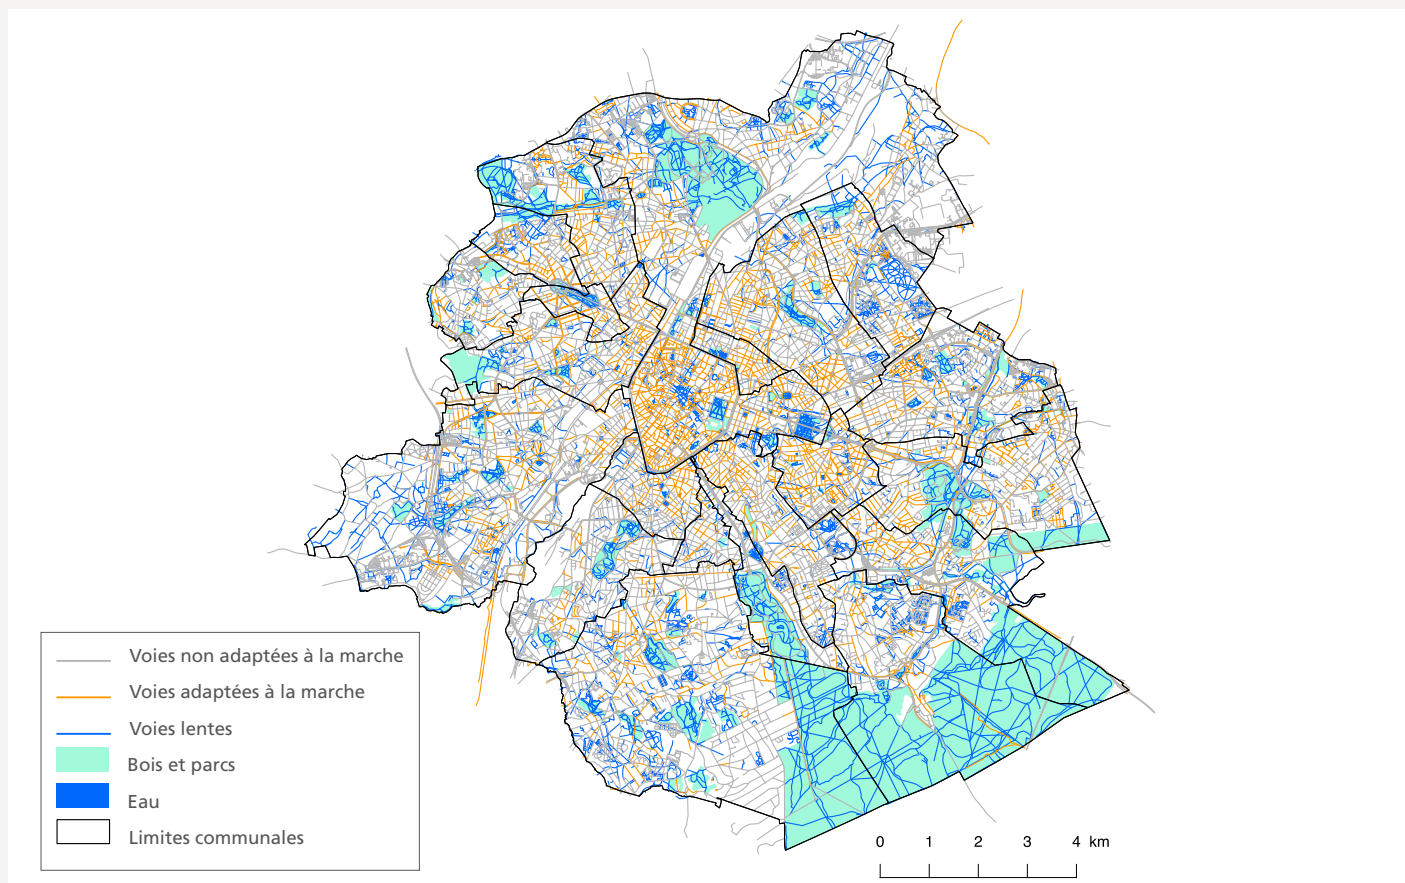 Voies non adaptées à la marche
Voies adaptées à la marche
Voies lentes
Bois et parcs
Eau
Limites communales
0 1 2 3 4 km